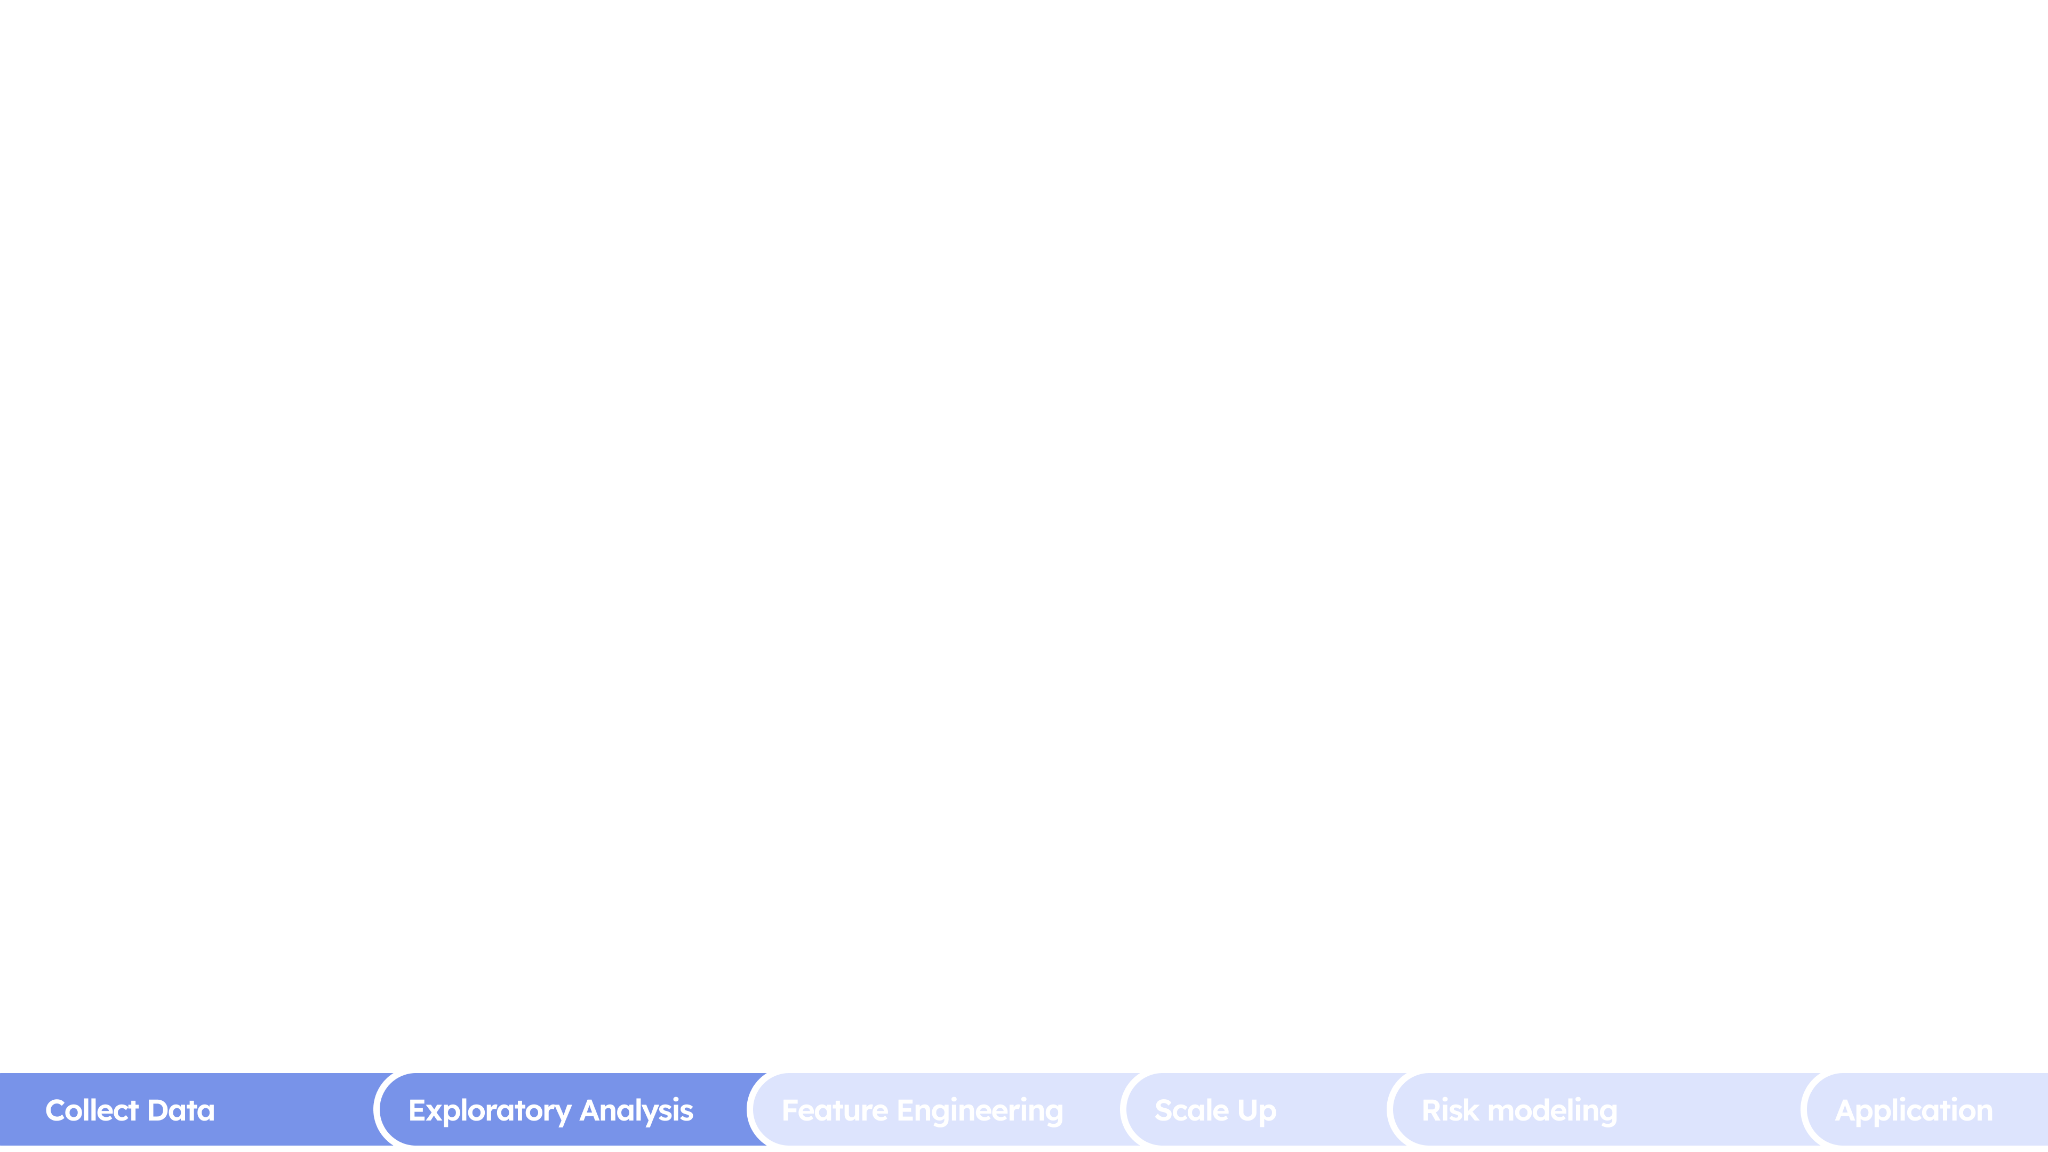 Collect Data
Exploratory Analysis
Feature Engineering
Scale Up
Risk modeling
Application